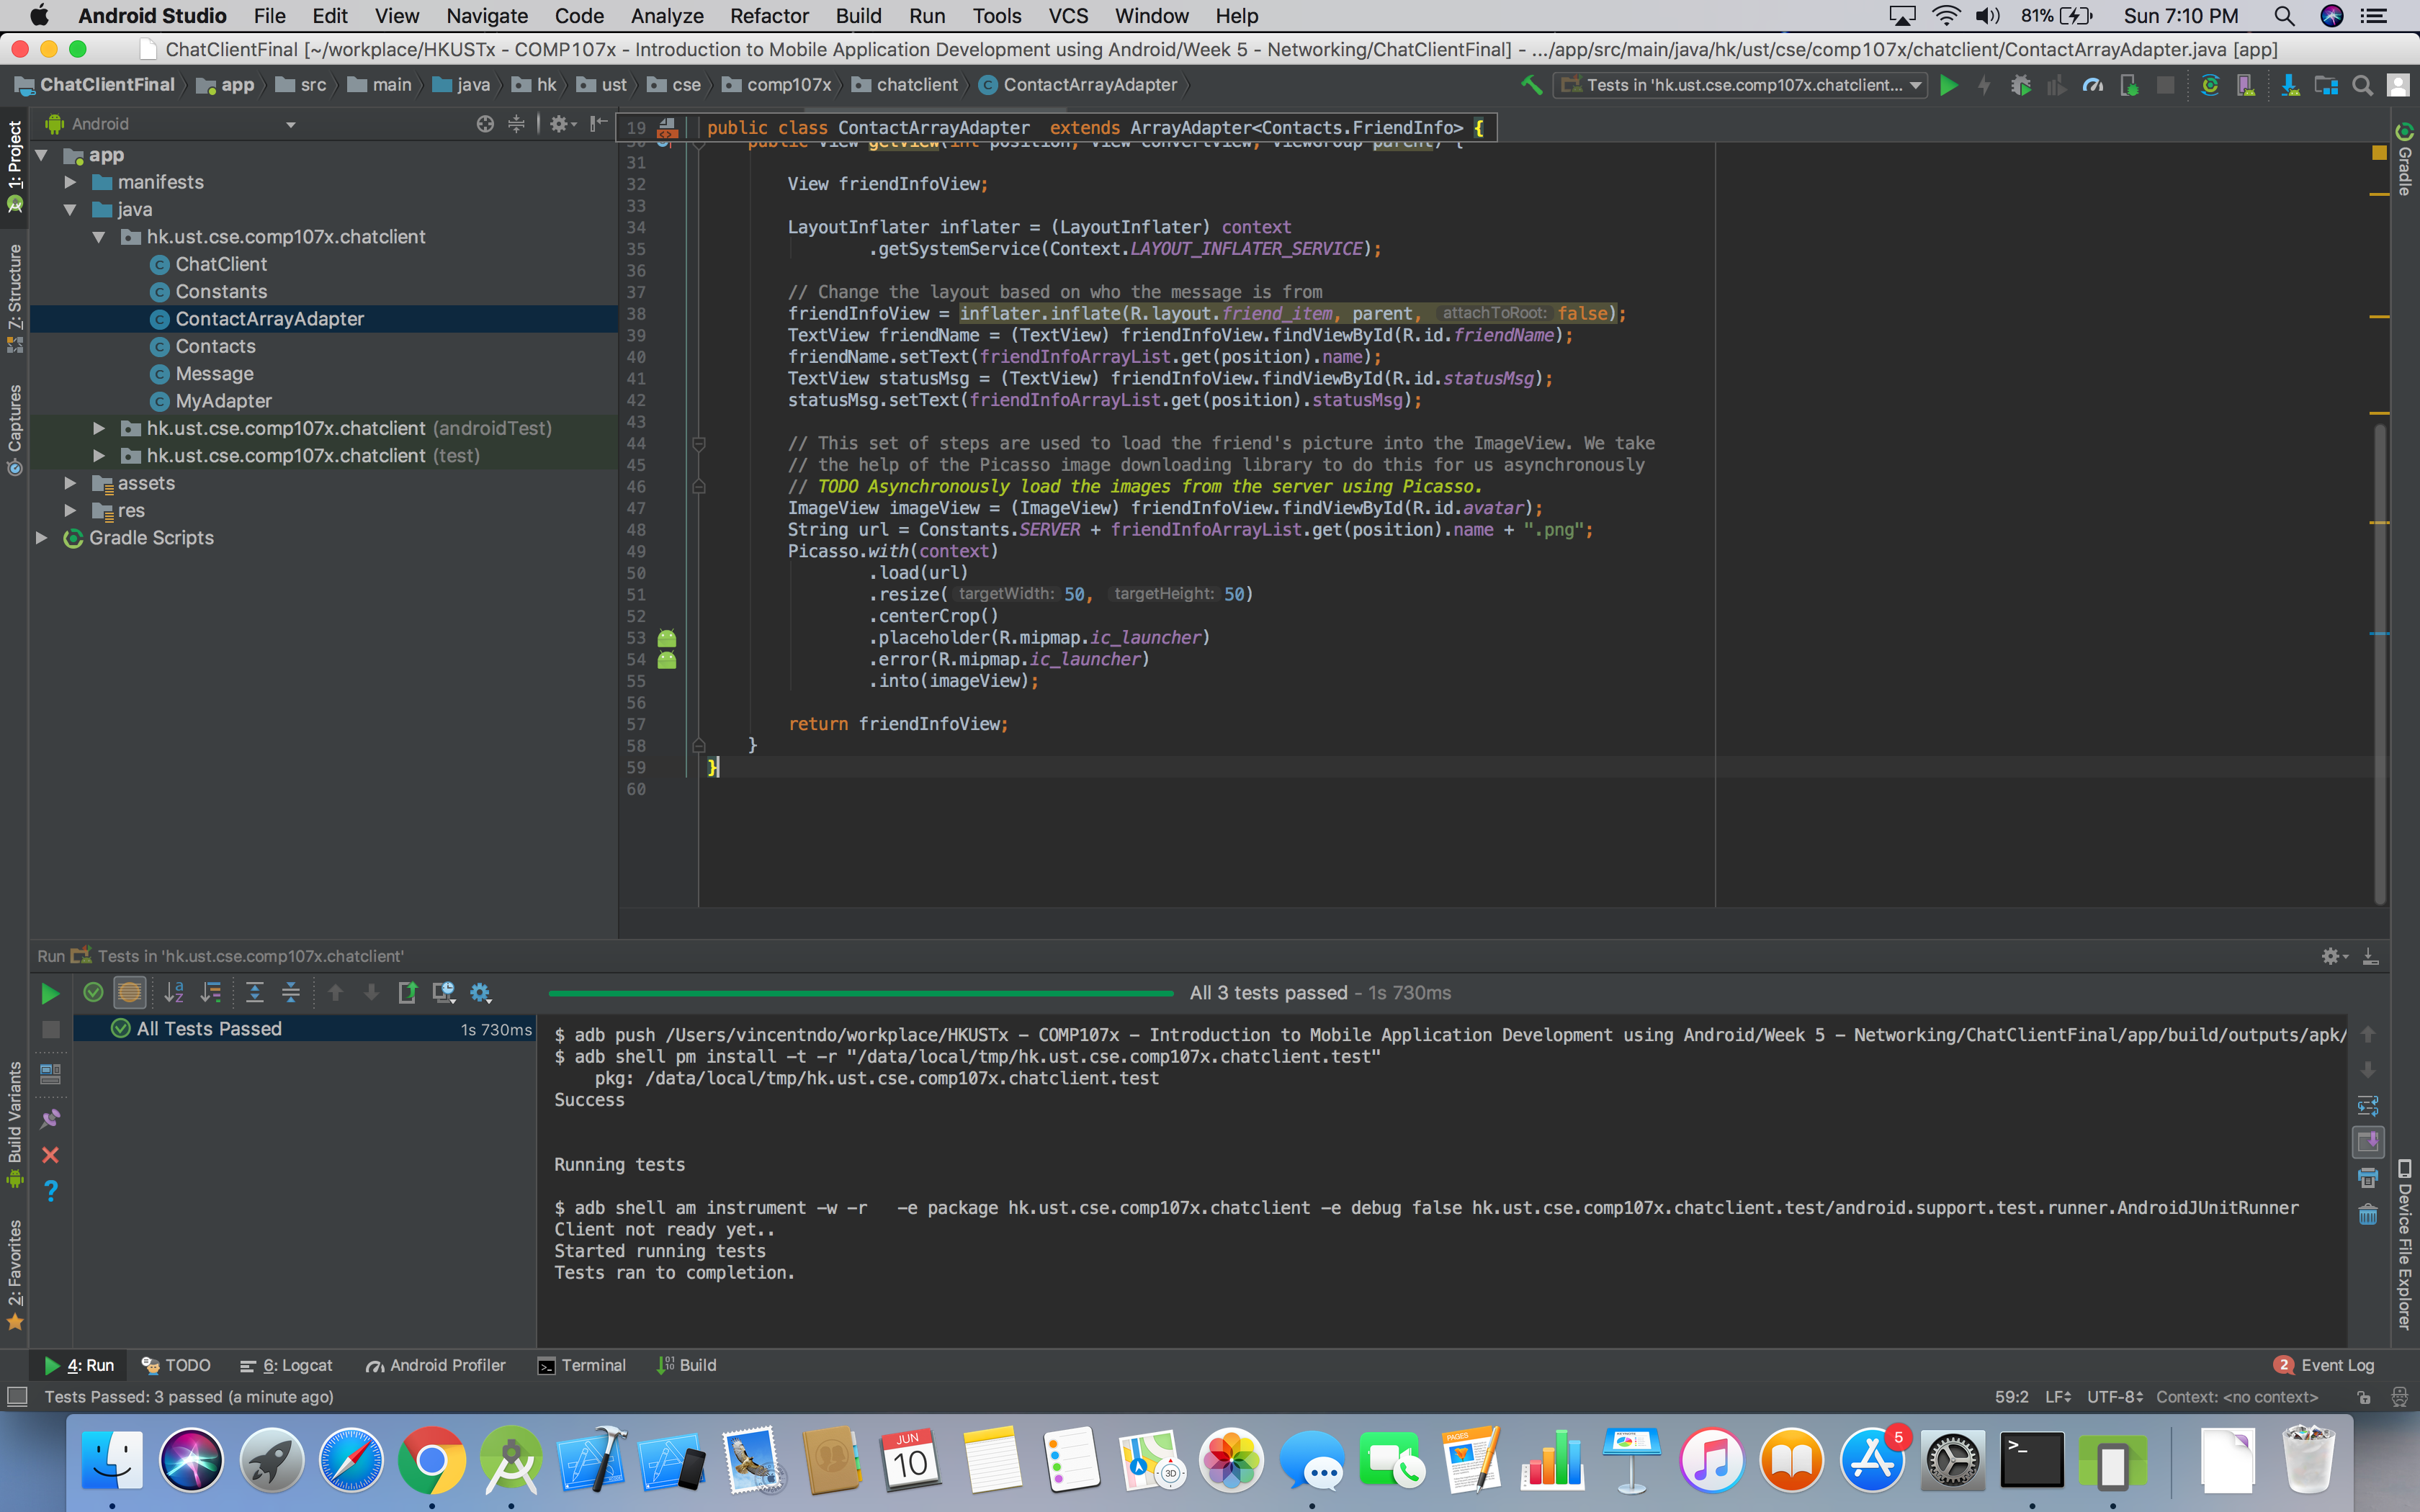 Android Studio File Edit View Navigate Code Analyze Refactor Build Run Tools VCS Window Help 81% Sun 7:10 PM
ChatClientFinal [~/workplace/HKUSTx - COMP107x - Introduction to Mobile Application Development using Android/Week 5 - Networking/ChatClientFinal] - .../app/src/main/java/hk/ust/cse/comp107x/chatclient/ContactArrayAdapter.java [app]
ChatClientFinal app src main java hk ust cse comp107x chatclient ContactArrayAdapter Tests in 'hk.ust.cse.comp107x.chatclient...
Android
1: Project
7: Structure
Captures
Build Variants
2: Favorites
app
manifests
java
hk.ust.cse.comp107x.chatclient
ChatClient
Constants
ContactArrayAdapter
Contacts
Message
MyAdapter
hk.ust.cse.comp107x.chatclient (androidTest)
hk.ust.cse.comp107x.chatclient (test)
assets
res
Gradle Scripts
19 public class ContactArrayAdapter extends ArrayAdapter<Contacts.FriendInfo> {
30 public View getView(int position, View convertView, ViewGroup parent) {
31
32 View friendInfoView;
33
34 LayoutInflater inflater = (LayoutInflater) context
35 .getSystemService(Context.LAYOUT_INFLATER_SERVICE);
36
37 // Change the layout based on who the message is from
38 friendInfoView = inflater.inflate(R.layout.friend_item, parent, attachToRoot: false);
39 TextView friendName = (TextView) friendInfoView.findViewById(R.id.friendName);
40 friendName.setText(friendInfoArrayList.get(position).name);
41 TextView statusMsg = (TextView) friendInfoView.findViewById(R.id.statusMsg);
42 statusMsg.setText(friendInfoArrayList.get(position).statusMsg);
43
44 // This set of steps are used to load the friend's picture into the ImageView. We take
45 // the help of the Picasso image downloading library to do this for us asynchronously
46 // TODO Asynchronously load the images from the server using Picasso.
47 ImageView imageView = (ImageView) friendInfoView.findViewById(R.id.avatar);
48 String url = Constants.SERVER + friendInfoArrayList.get(position).name + ".png";
49 Picasso.with(context)
50 .load(url)
51 .resize( targetWidth: 50, targetHeight: 50)
52 .centerCrop()
53 .placeholder(R.mipmap.ic_launcher)
54 .error(R.mipmap.ic_launcher)
55 .into(imageView);
56
57 return friendInfoView;
58 }
59 }
60
Gradle
Device File Explorer
Run Tests in 'hk.ust.cse.comp107x.chatclient'
All 3 tests passed - 1s 730ms
All Tests Passed 1s 730ms
$ adb push /Users/vincentndo/workplace/HKUSTx - COMP107x - Introduction to Mobile Application Development using Android/Week 5 - Networking/ChatClientFinal/app/build/outputs/apk/
$ adb shell pm install -t -r "/data/local/tmp/hk.ust.cse.comp107x.chatclient.test"
pkg: /data/local/tmp/hk.ust.cse.comp107x.chatclient.test
Success
Running tests
$ adb shell am instrument -w -r -e package hk.ust.cse.comp107x.chatclient -e debug false hk.ust.cse.comp107x.chatclient.test/android.support.test.runner.AndroidJUnitRunner
Client not ready yet..
Started running tests
Tests ran to completion.
4: Run TODO 6: Logcat Android Profiler Terminal Build 2 Event Log
Tests Passed: 3 passed (a minute ago) 59:2 LF UTF-8 Context: <no context>
JUN
10
3D
PAGES
5
>_